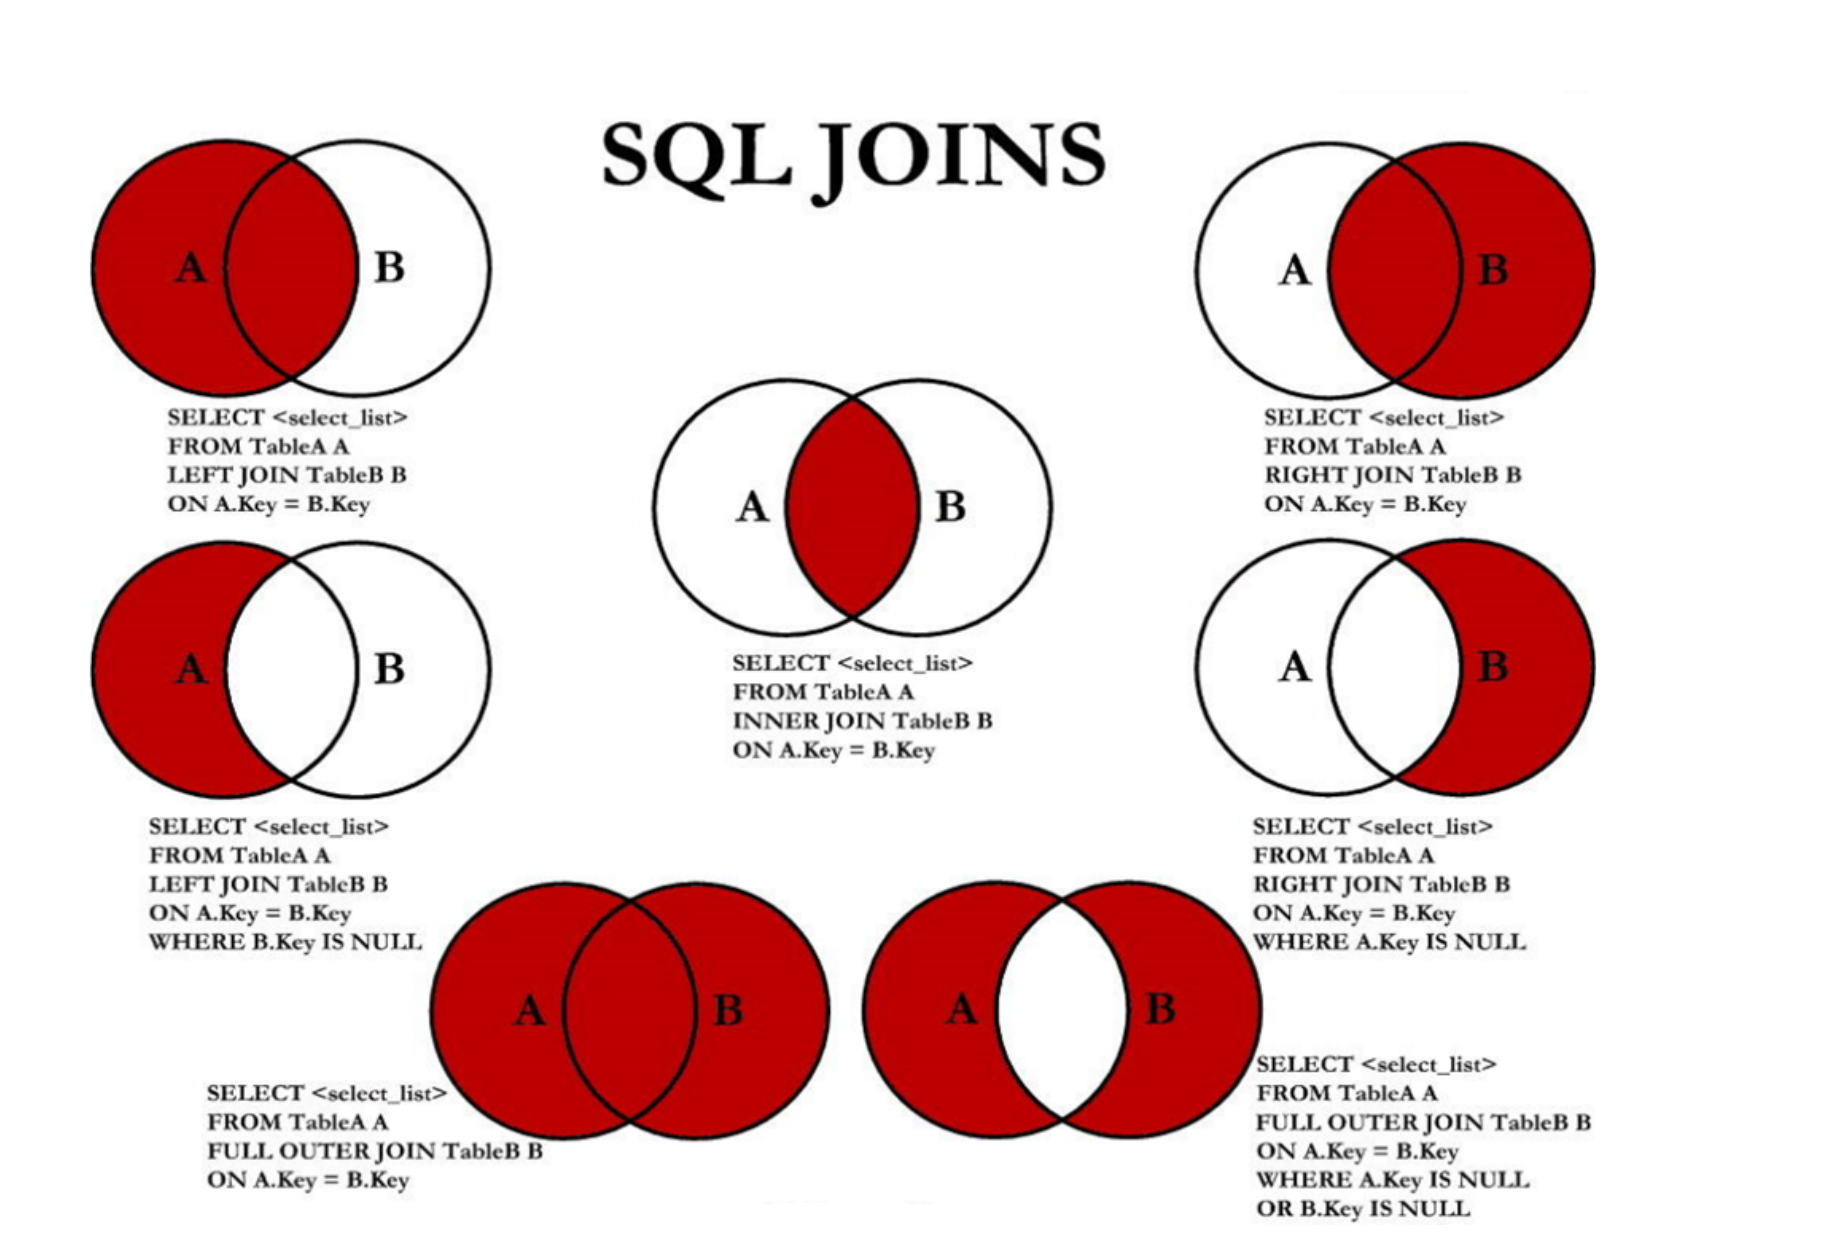 SQL JOINS
A B
SELECT <select_list>
FROM TableA A
LEFT JOIN TableB B
ON A.Key = B.Key
A B
SELECT <select_list>
FROM TableA A
RIGHT JOIN TableB B
ON A.Key = B.Key
A B
SELECT <select_list>
FROM TableA A
INNER JOIN TableB B
ON A.Key = B.Key
A B
SELECT <select_list>
FROM TableA A
LEFT JOIN TableB B
ON A.Key = B.Key
WHERE B.Key IS NULL
A B
SELECT <select_list>
FROM TableA A
RIGHT JOIN TableB B
ON A.Key = B.Key
WHERE A.Key IS NULL
A B
SELECT <select_list>
FROM TableA A
FULL OUTER JOIN TableB B
ON A.Key = B.Key
A B
SELECT <select_list>
FROM TableA A
FULL OUTER JOIN TableB B
ON A.Key = B.Key
WHERE A.Key IS NULL
OR B.Key IS NULL